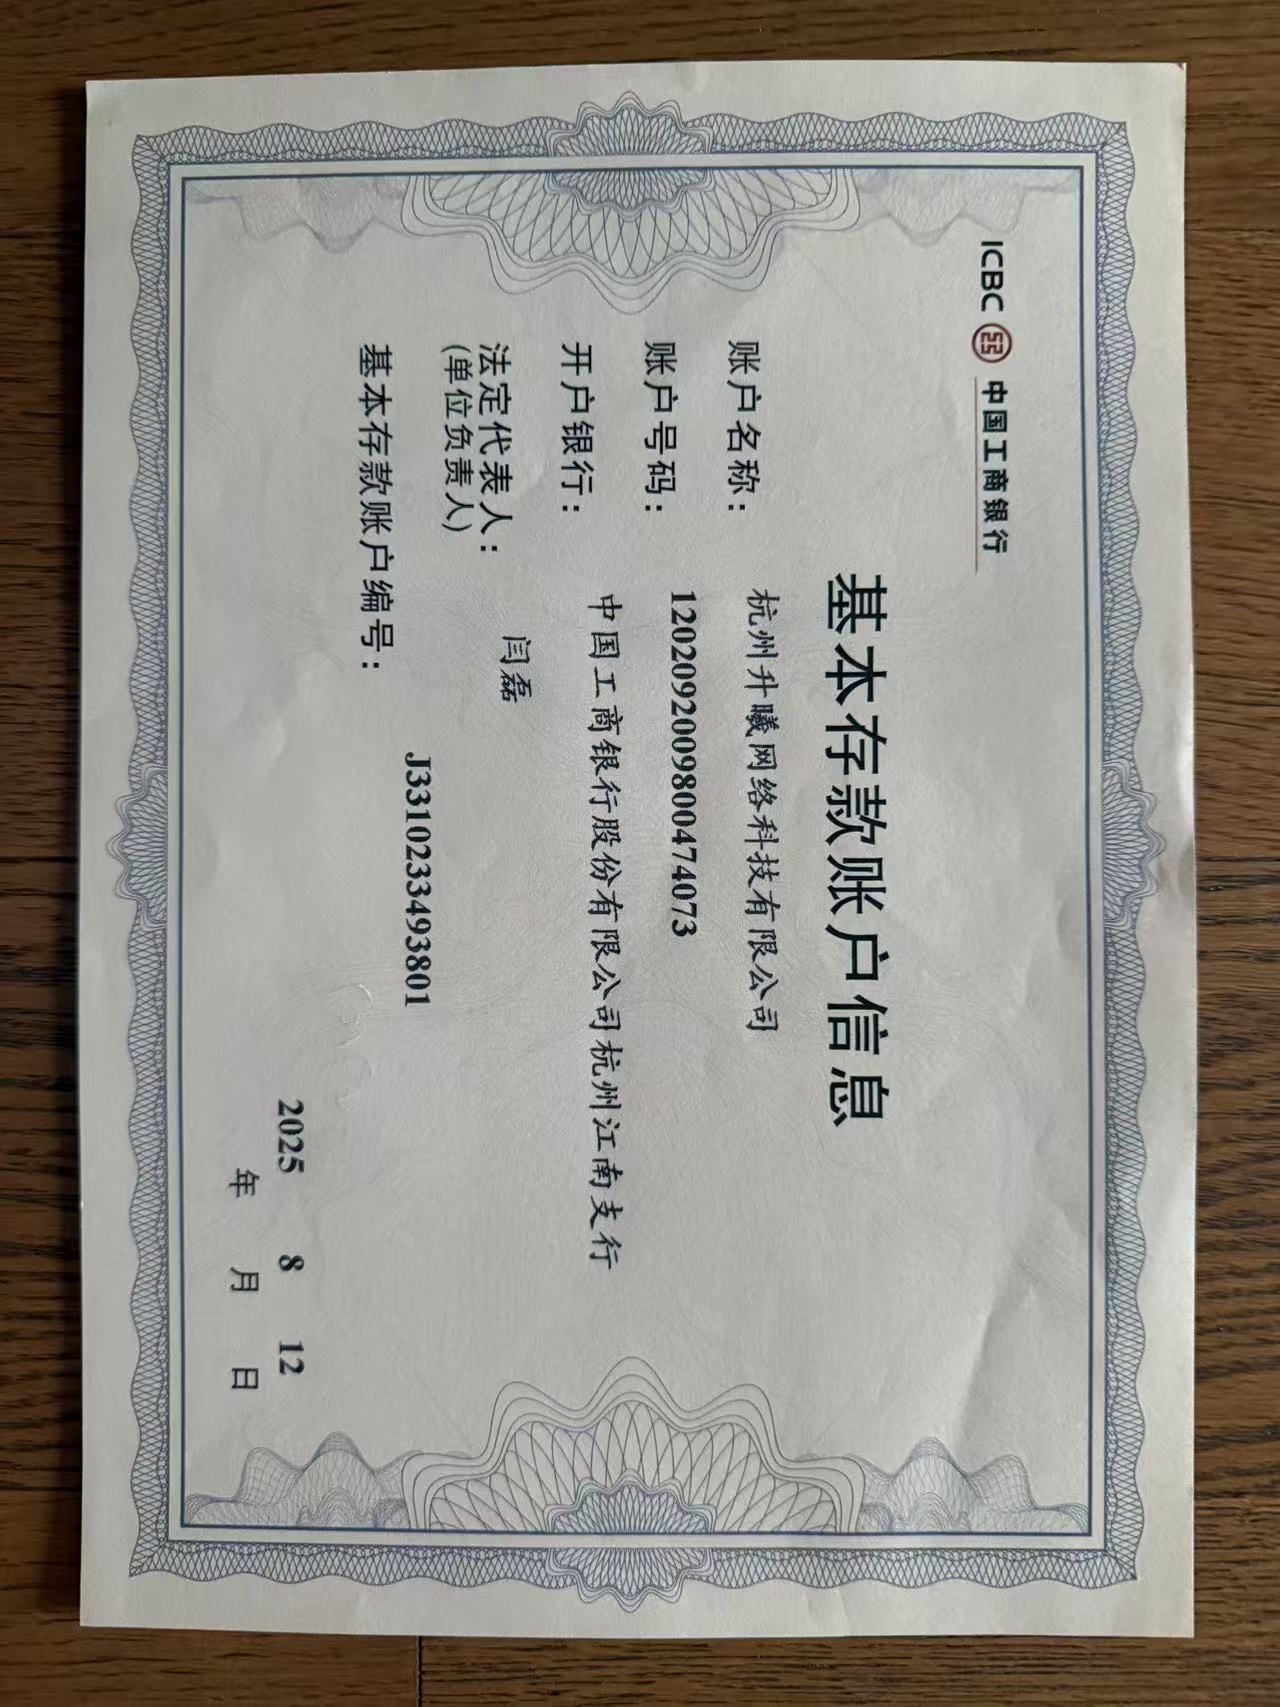 ICBC 中国工商银行
基本存款账户信息
账户名称：杭州升曦网络科技有限公司
账户号码：1202092009800474073
开户银行：中国工商银行股份有限公司杭州江南支行
法定代表人：闫磊
(单位负责人)
基本存款账户编号：J3310233493801
2025 年 8 月 12 日